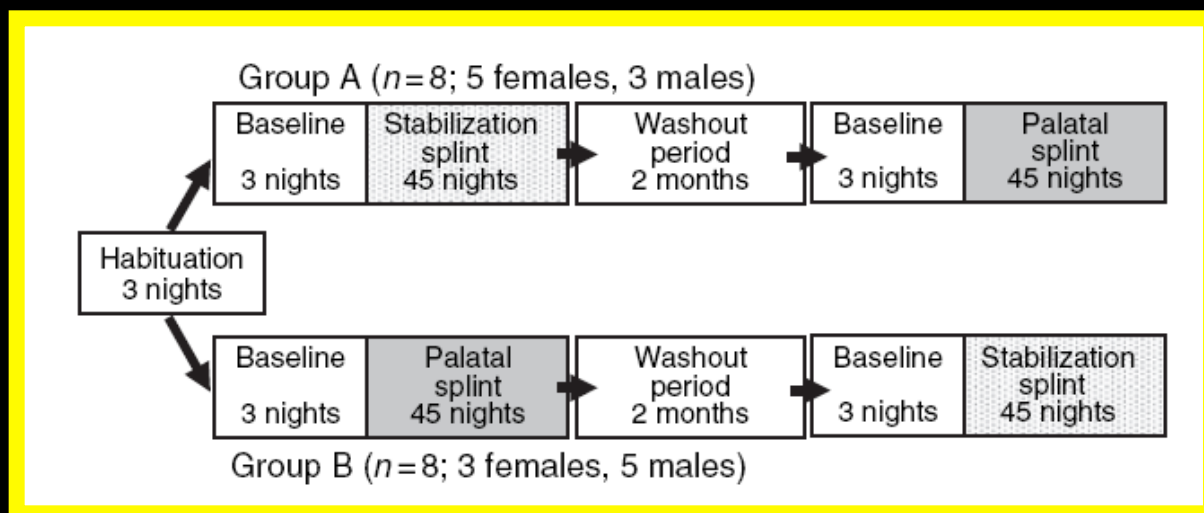 Group A (n=8; 5 females, 3 males)
Baseline
3 nights
Stabilization
splint
45 nights
Washout
period
2 months
Baseline
3 nights
Palatal
splint
45 nights
Habituation
3 nights
Baseline
3 nights
Palatal
splint
45 nights
Washout
period
2 months
Baseline
3 nights
Stabilization
splint
45 nights
Group B (n=8; 3 females, 5 males)